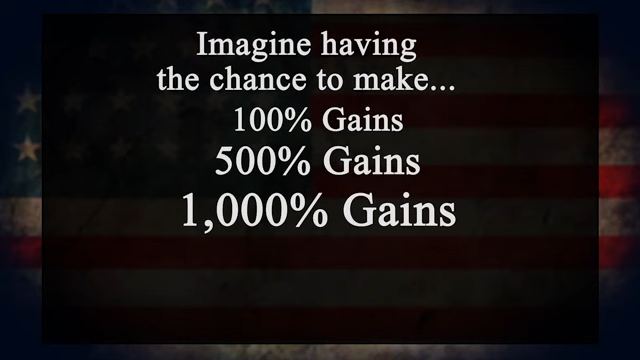 Imagine having
the chance to make...
100% Gains
500% Gains
1,000% Gains